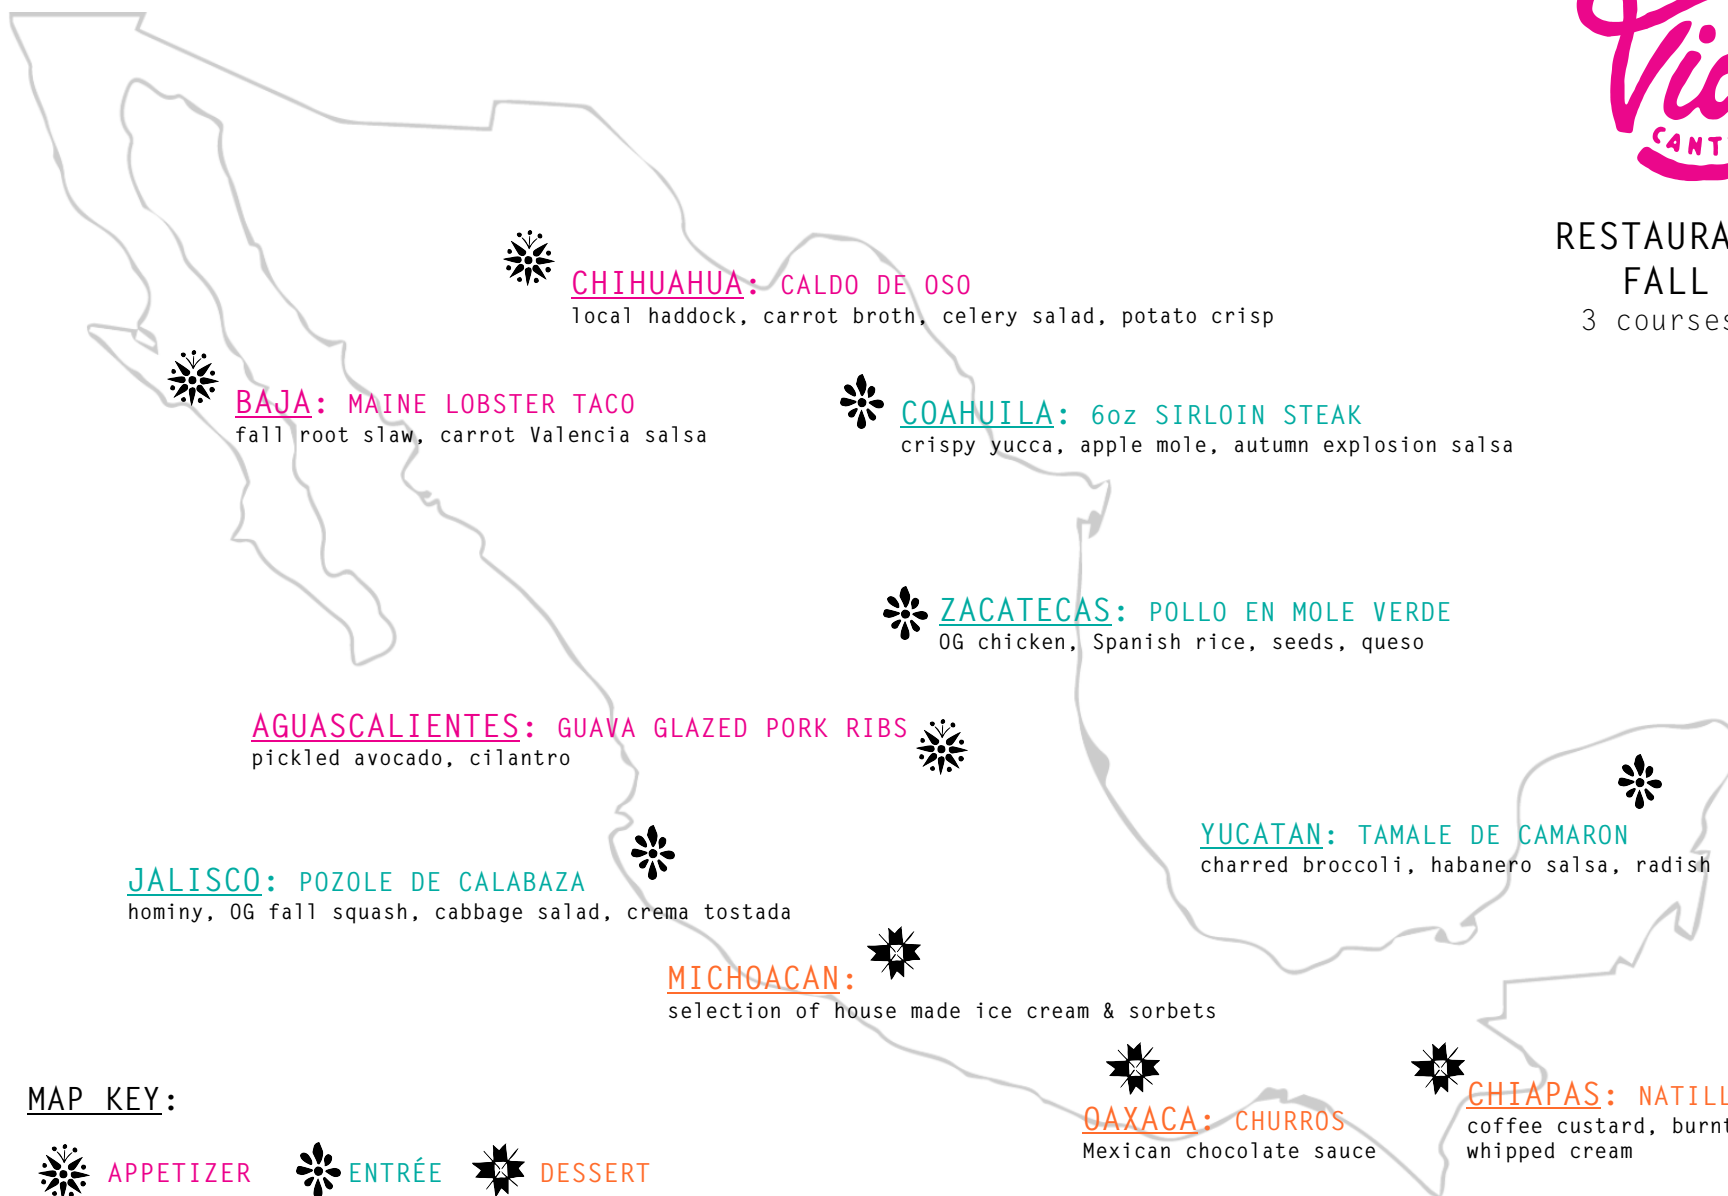 CHIHUAHUA: CALDO DE OSO
local haddock, carrot broth, celery salad, potato crisp
FALL
3 courses
BAJA: MAINE LOBSTER TACO
fall root slaw, carrot Valencia salsa
COAHUILA: 6oz SIRLOIN STEAK
crispy yucca, apple mole, autumn explosion salsa
ZACATECAS: POLLO EN MOLE VERDE
OG chicken, Spanish rice, seeds, queso
AGUASCALIENTES: GUAVA GLAZED PORK RIBS
pickled avocado, cilantro
YUCATAN: TAMALE DE CAMARON
charred broccoli, habanero salsa, radish
JALISCO: POZOLE DE CALABAZA
hominy, OG fall squash, cabbage salad, crema tostada
MICHOACAN:
selection of house made ice cream & sorbets
OAXACA: CHURROS
Mexican chocolate sauce
CHIAPAS:
coffee custard, burnt
whipped cream
MAP KEY:
APPETIZER ENTRÉE DESSERT